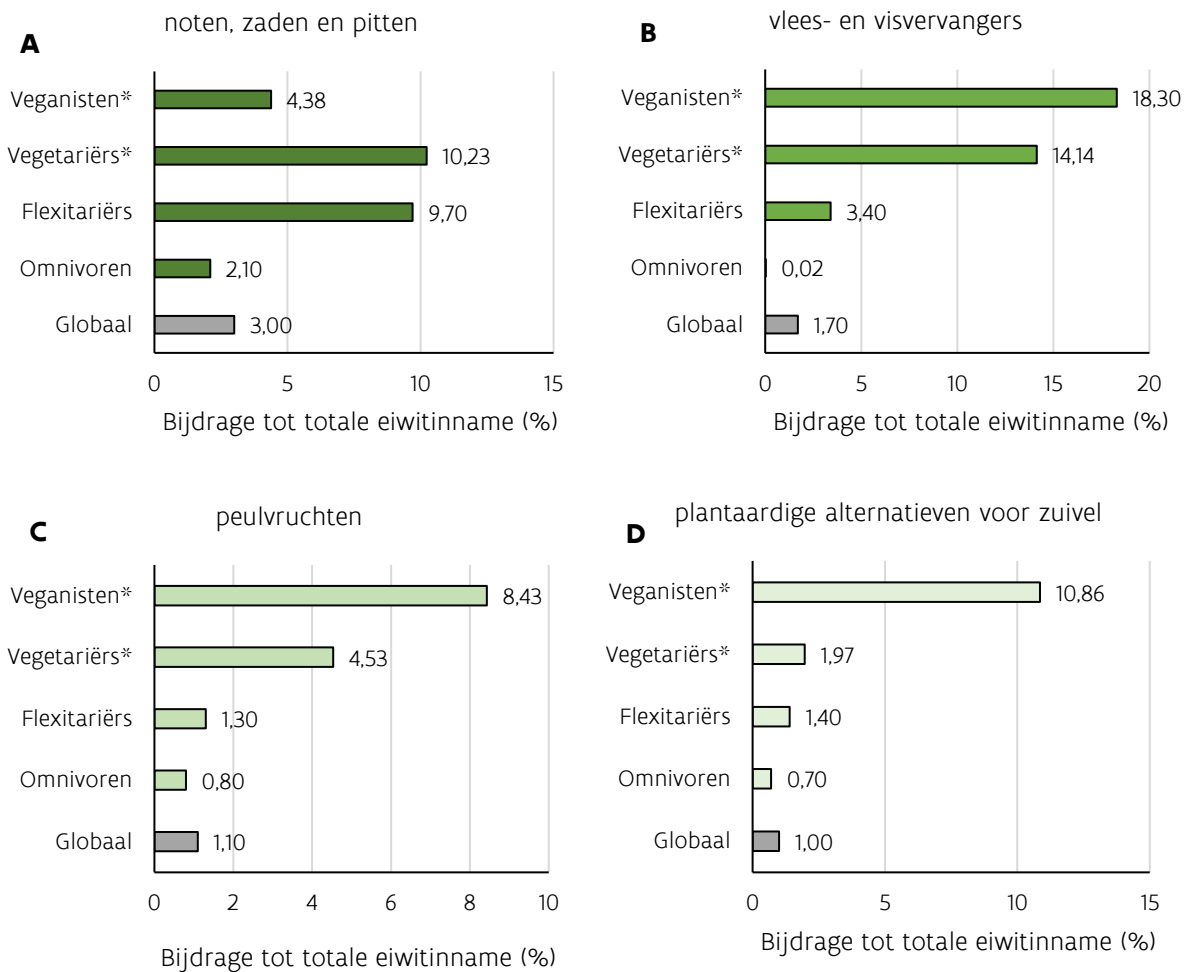 A
noten, zaden en pitten
Veganisten* 4,38
Vegetariërs* 10,23
Flexitariërs 9,70
Omnivoren 2,10
Globaal 3,00
0 5 10 15
Bijdrage tot totale eiwitinname (%)
B
vlees- en visvervangers
Veganisten* 18,30
Vegetariërs* 14,14
Flexitariërs 3,40
Omnivoren 0,02
Globaal 1,70
0 5 10 15 20
Bijdrage tot totale eiwitinname (%)
C
peulvruchten
Veganisten* 8,43
Vegetariërs* 4,53
Flexitariërs 1,30
Omnivoren 0,80
Globaal 1,10
0 2 4 6 8 10
Bijdrage tot totale eiwitinname (%)
D
plantaardige alternatieven voor zuivel
Veganisten* 10,86
Vegetariërs* 1,97
Flexitariërs 1,40
Omnivoren 0,70
Globaal 1,00
0 5 10 15
Bijdrage tot totale eiwitinname (%)